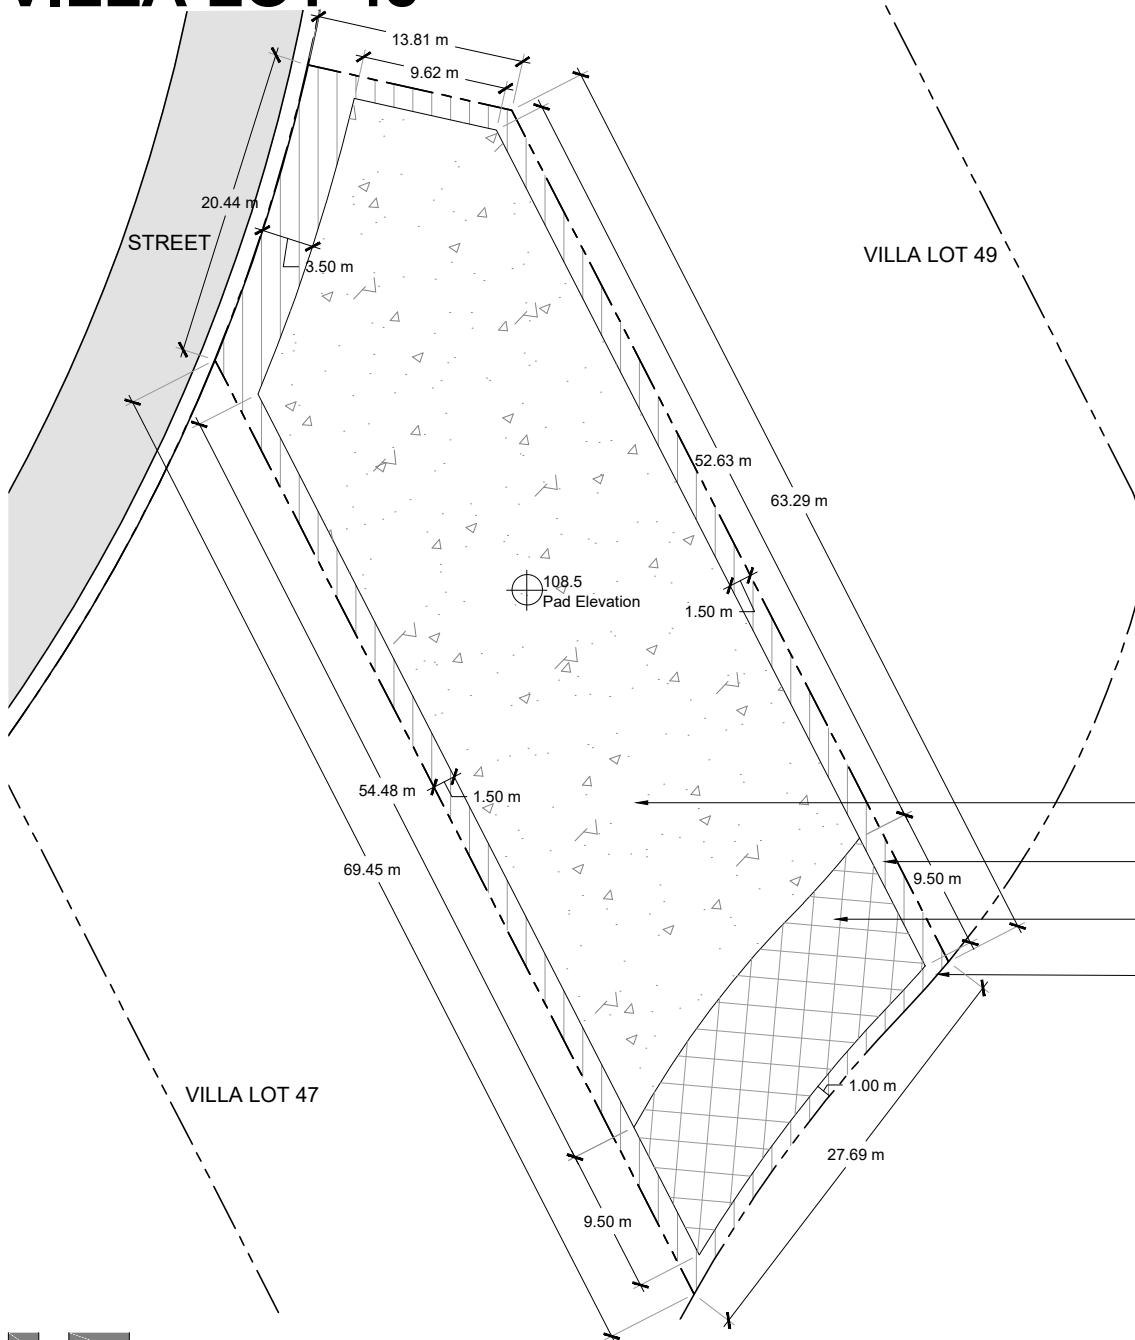 13.81 m
9.62 m
20.44 m
STREET
3.50 m
VILLA LOT 49
52.63 m
63.29 m
108.5
Pad Elevation
1.50 m
54.48 m
1.50 m
69.45 m
9.50 m
1.00 m
VILLA LOT 47
27.69 m
9.50 m